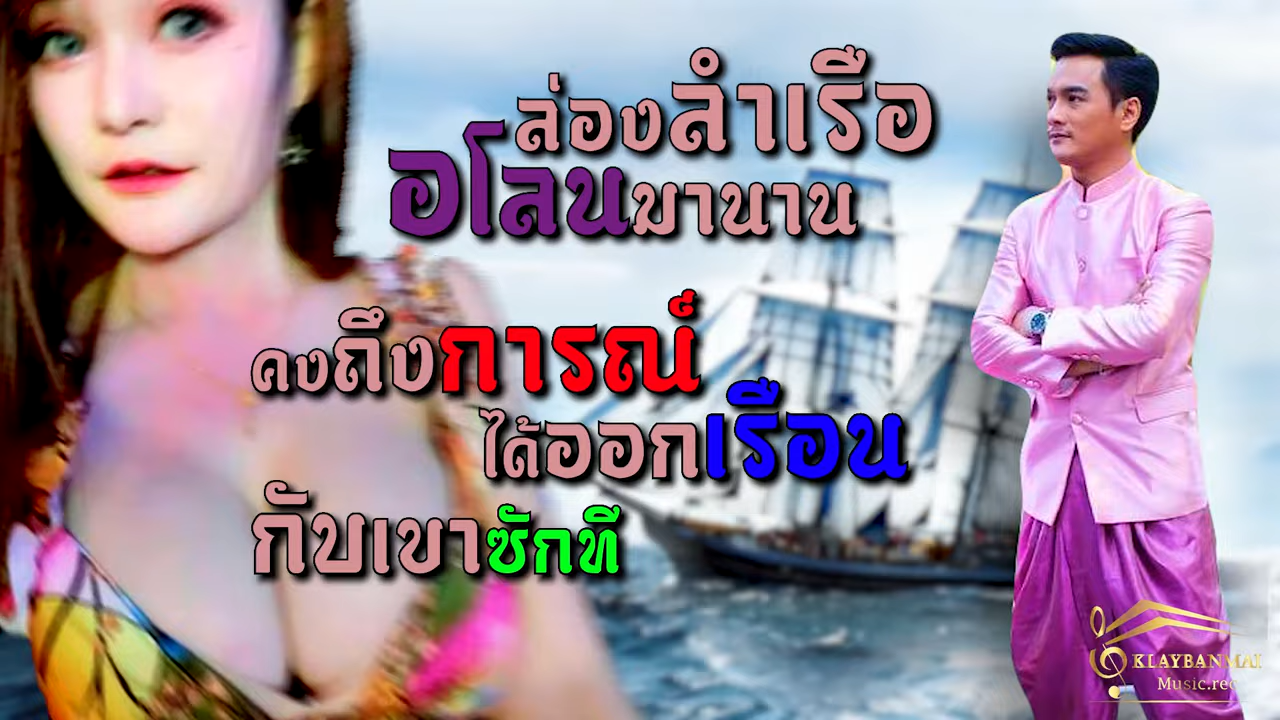 ล่องลำเรือ
อโลนมานาน
คงถึงการณ์
ได้ออกเรือน
กับเขาซักที
KLAYBANMAI
Music.rec